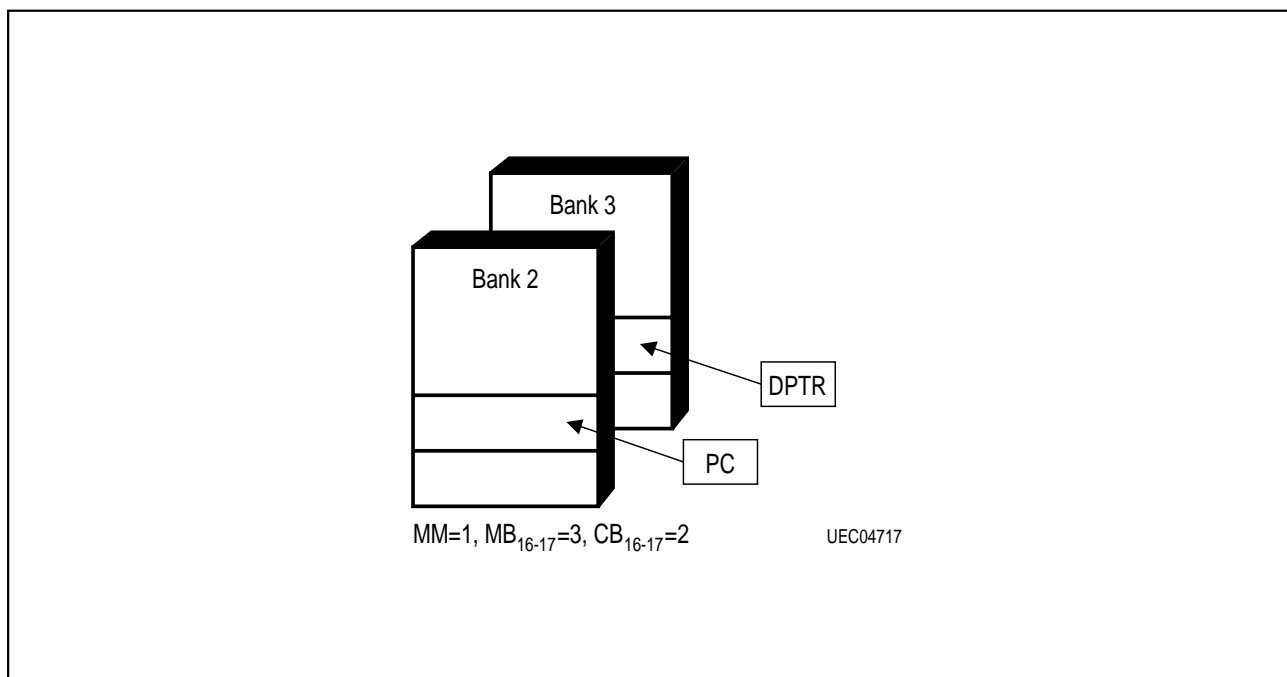 Bank 3
Bank 2
DPTR
PC
MM=1, MB16-17=3, CB16-17=2
UEC04717